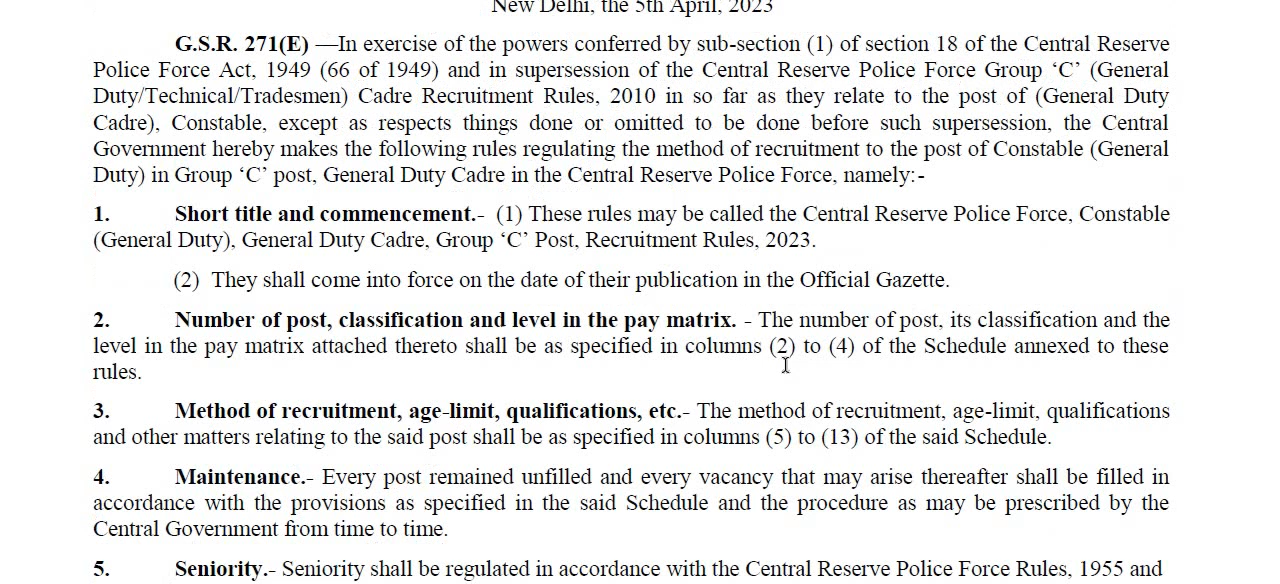 New Delhi, the 5th April, 2023
G.S.R. 271(E) —In exercise of the powers conferred by sub-section (1) of section 18 of the Central Reserve
Police Force Act, 1949 (66 of 1949) and in supersession of the Central Reserve Police Force Group ‘C’ (General
Duty/Technical/Tradesmen) Cadre Recruitment Rules, 2010 in so far as they relate to the post of (General Duty
Cadre), Constable, except as respects things done or omitted to be done before such supersession, the Central
Government hereby makes the following rules regulating the method of recruitment to the post of Constable (General
Duty) in Group ‘C’ post, General Duty Cadre in the Central Reserve Police Force, namely:-
1. Short title and commencement.- (1) These rules may be called the Central Reserve Police Force, Constable
(General Duty), General Duty Cadre, Group ‘C’ Post, Recruitment Rules, 2023.
(2) They shall come into force on the date of their publication in the Official Gazette.
2. Number of post, classification and level in the pay matrix. - The number of post, its classification and the
level in the pay matrix attached thereto shall be as specified in columns (2) to (4) of the Schedule annexed to these
rules.
3. Method of recruitment, age-limit, qualifications, etc.- The method of recruitment, age-limit, qualifications
and other matters relating to the said post shall be as specified in columns (5) to (13) of the said Schedule.
4. Maintenance.- Every post remained unfilled and every vacancy that may arise thereafter shall be filled in
accordance with the provisions as specified in the said Schedule and the procedure as may be prescribed by the
Central Government from time to time.
5. Seniority.- Seniority shall be regulated in accordance with the Central Reserve Police Force Rules, 1955 and